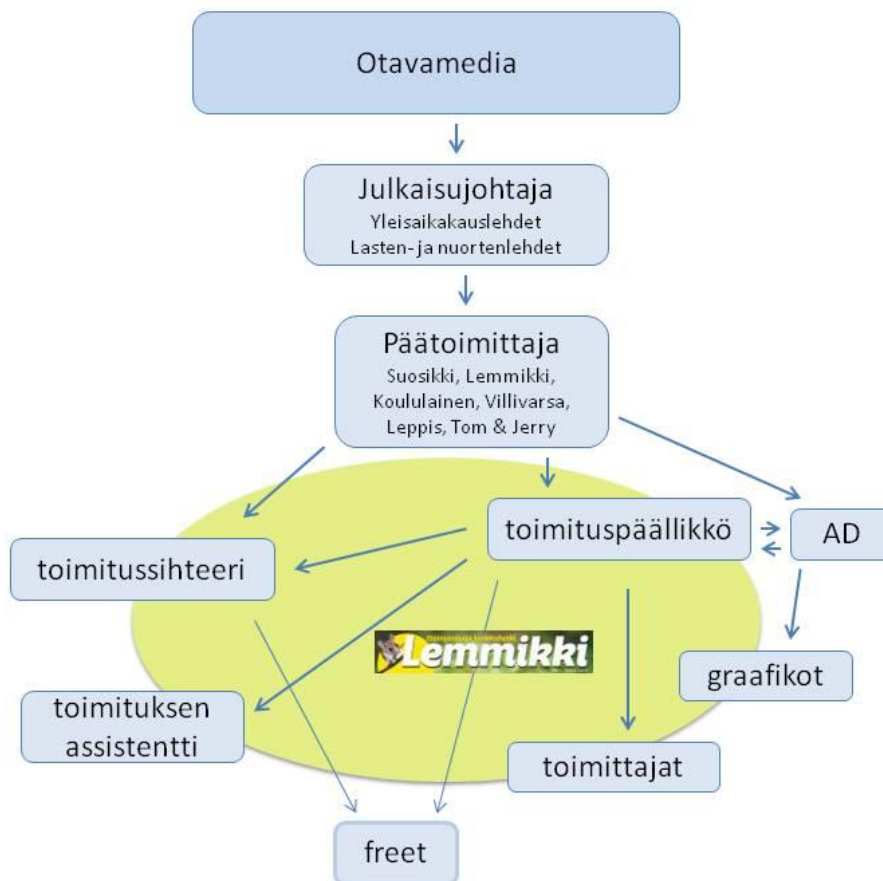 Otavamedia
Julkaisujohtaja
Yleisaikakauslehdet
Lasten- ja nuortenlehdet
Päätoimittaja
Suosikki, Lemmikki,
Koululainen, Villivarsa,
Leppis, Tom & Jerry
toimituspäällikkö
AD
toimitussihteeri
Lemmikki
graafikot
toimituksen
assistentti
toimittajat
freet